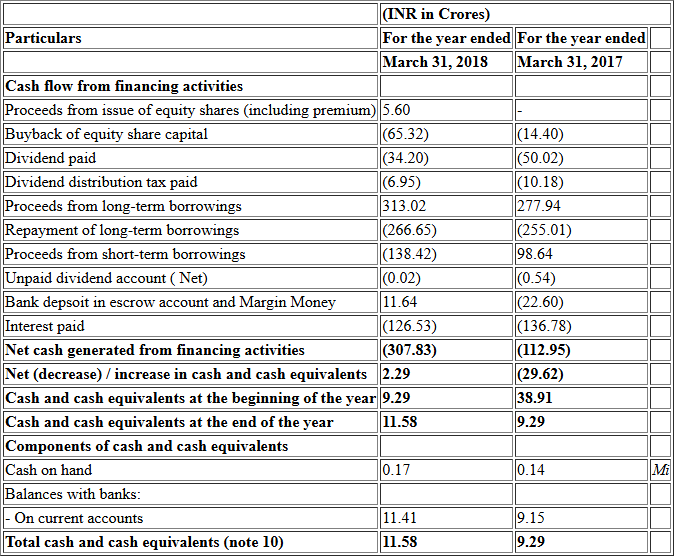 (INR in Crores)
Particulars For the year ended For the year ended
March 31, 2018 March 31, 2017
Cash flow from financing activities
Proceeds from issue of equity shares (including premium) 5.60 -
Buyback of equity share capital (65.32) (14.40)
Dividend paid (34.20) (50.02)
Dividend distribution tax paid (6.95) (10.18)
Proceeds from long-term borrowings 313.02 277.94
Repayment of long-term borrowings (266.65) (255.01)
Proceeds from short-term borrowings (138.42) 98.64
Unpaid dividend account ( Net) (0.02) (0.54)
Bank depsoit in escrow account and Margin Money 11.64 (22.60)
Interest paid (126.53) (136.78)
Net cash generated from financing activities (307.83) (112.95)
Net (decrease) / increase in cash and cash equivalents 2.29 (29.62)
Cash and cash equivalents at the beginning of the year 9.29 38.91
Cash and cash equivalents at the end of the year 11.58 9.29
Components of cash and cash equivalents
Cash on hand 0.17 0.14 Mi
Balances with banks:
- On current accounts 11.41 9.15
Total cash and cash equivalents (note 10) 11.58 9.29